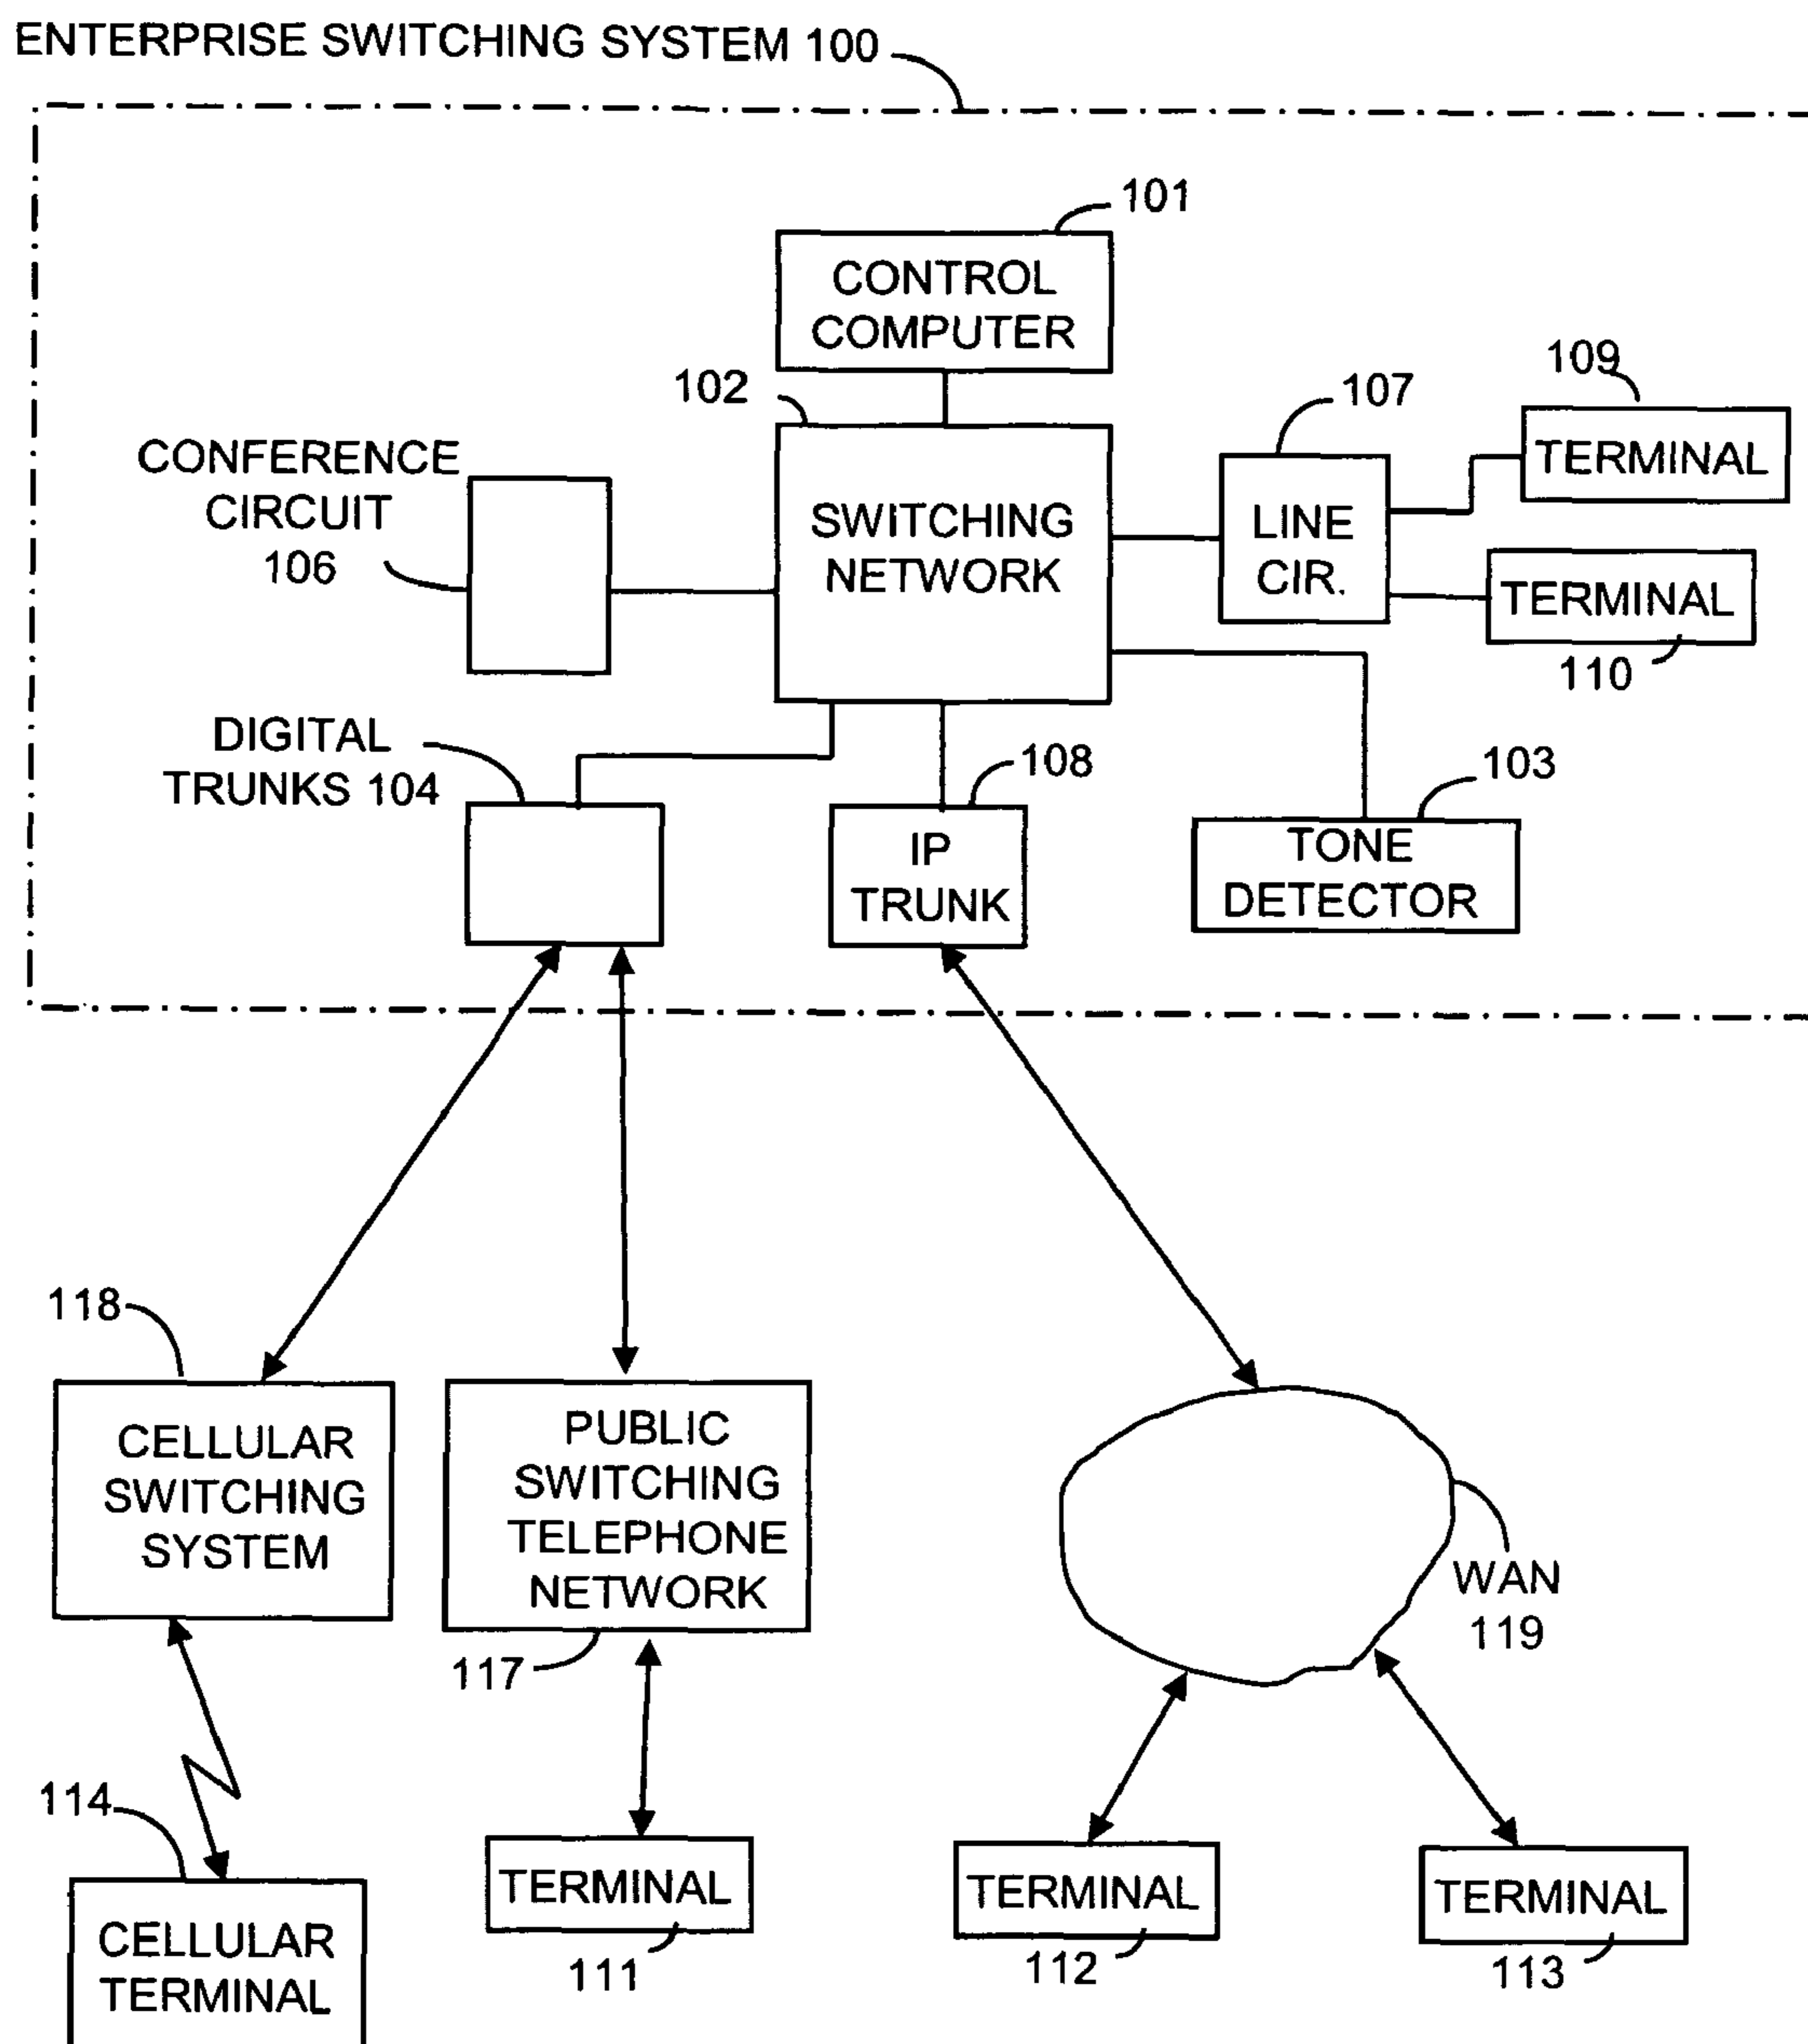 ENTERPRISE SWITCHING SYSTEM 100
101
CONTROL
COMPUTER
102
107
109
TERMINAL
CONFERENCE
CIRCUIT
106
SWITCHING
NETWORK
LINE
CIR.
TERMINAL
110
DIGITAL
TRUNKS 104
108
103
IP
TRUNK
TONE
DETECTOR
118
CELLULAR
SWITCHING
SYSTEM
PUBLIC
SWITCHING
TELEPHONE
NETWORK
117
WAN
119
114
CELLULAR
TERMINAL
TERMINAL
111
TERMINAL
112
TERMINAL
113